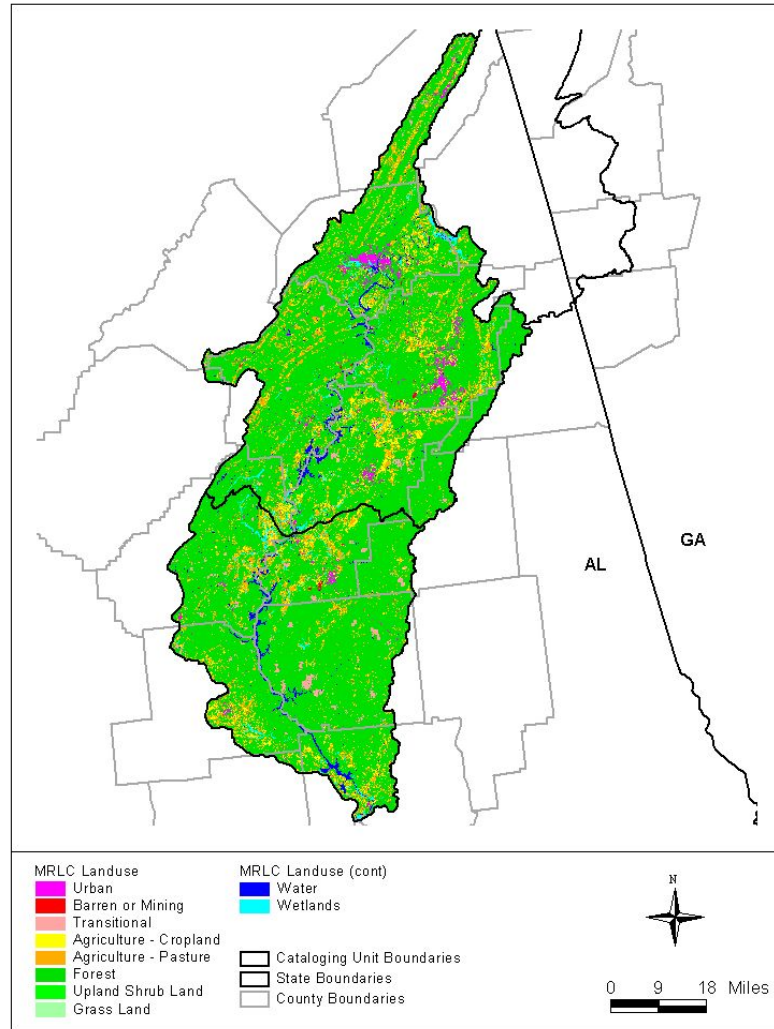 AL
GA
MRLC Landuse
Urban
Barren or Mining
Transitional
Agriculture - Cropland
Agriculture - Pasture
Forest
Upland Shrub Land
Grass Land
MRLC Landuse (cont)
Water
Wetlands
Cataloging Unit Boundaries
State Boundaries
County Boundaries
N
0 9 18 Miles